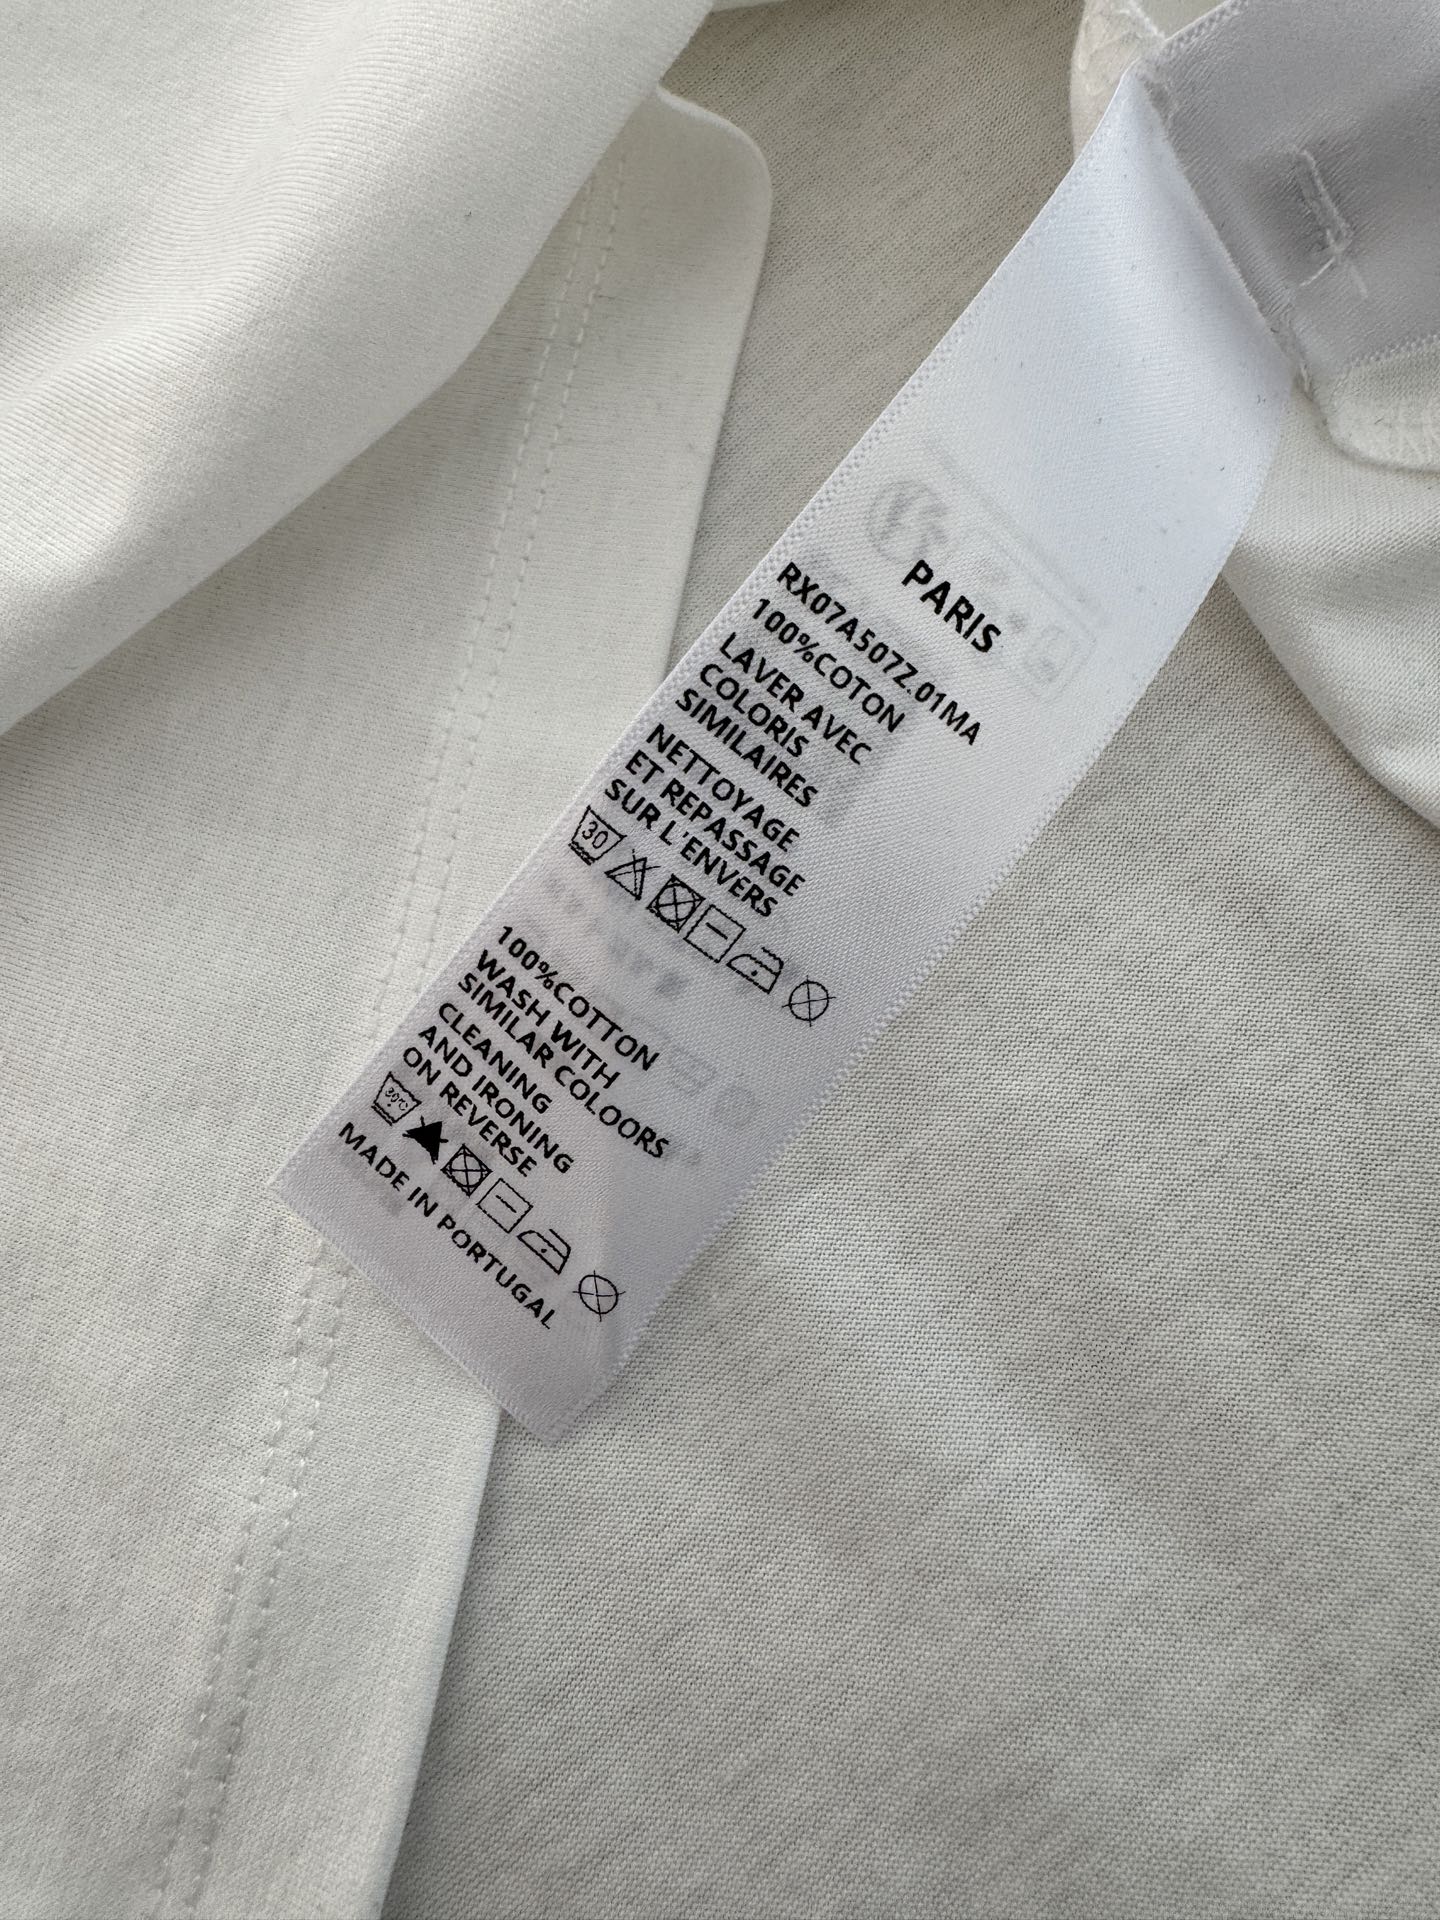 PARIS
RX07A507Z.01MA
100%COTON
LAVER AVEC
COLORIS
SIMILAIRES
NETTOYAGE
ET REPASSAGE
SUR L'ENVERS
30
100%COTTON
WASH WITH
SIMILAR COLOORS
CLEANING
AND IRONING
ON REVERSE
30°C
MADE IN PORTUGAL